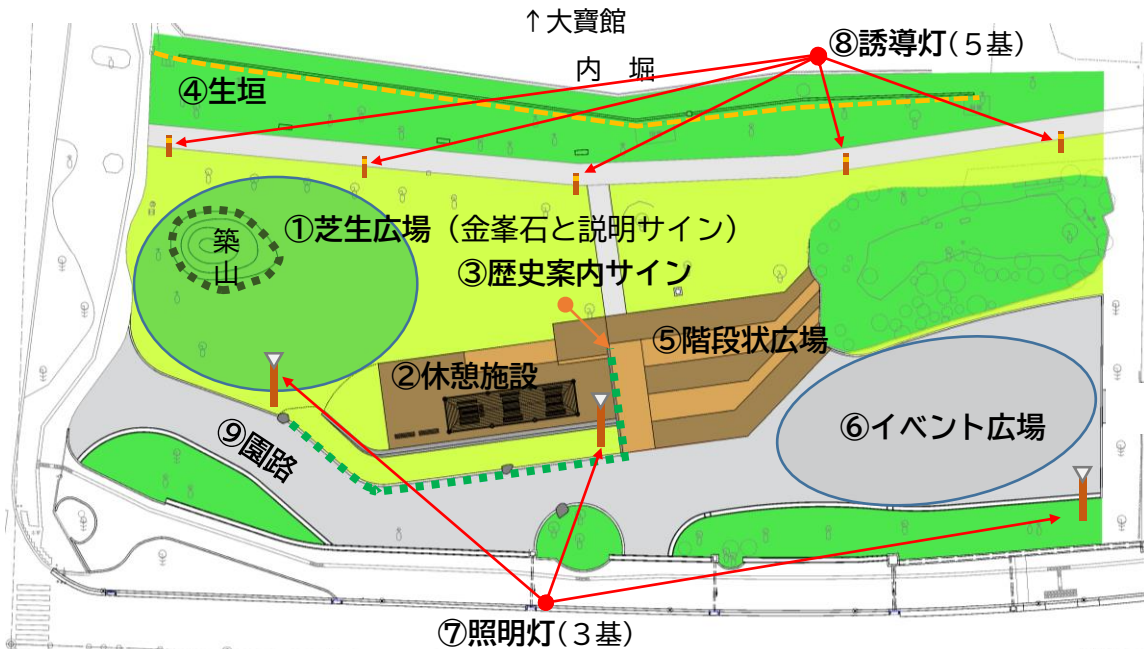 ↑大寶館
⑧誘導灯（５基）
内　堀
④生垣
①芝生広場（金峯石と説明サイン）
築山
③歴史案内サイン
⑤階段状広場
②休憩施設
⑥イベント広場
⑨園路
⑦照明灯（３基）